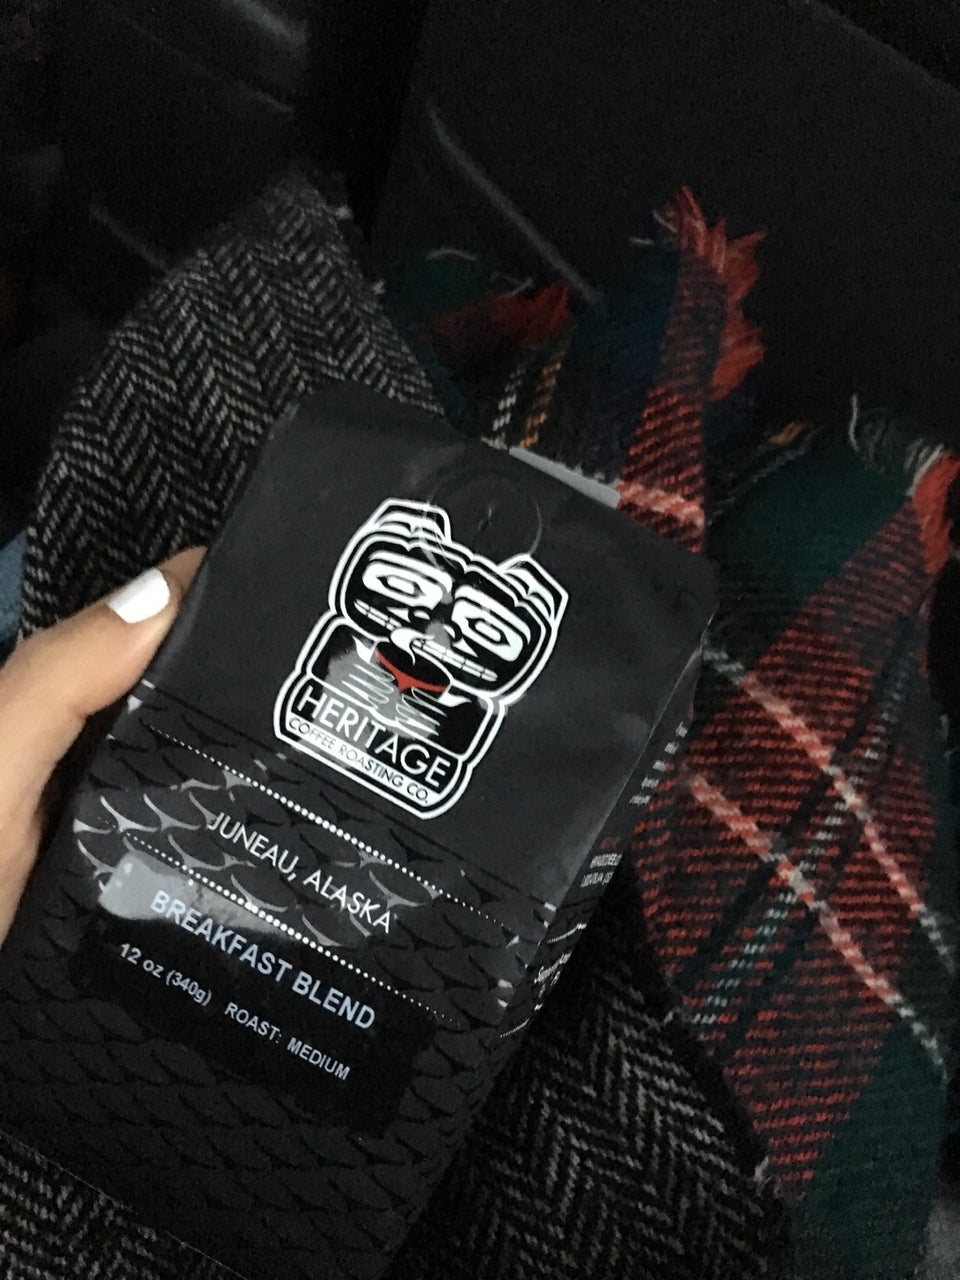 HERITAGE
COFFEE ROASTING CO.
JUNEAU, ALASKA
BREAKFAST BLEND
12 oz (340g) ROAST: MEDIUM